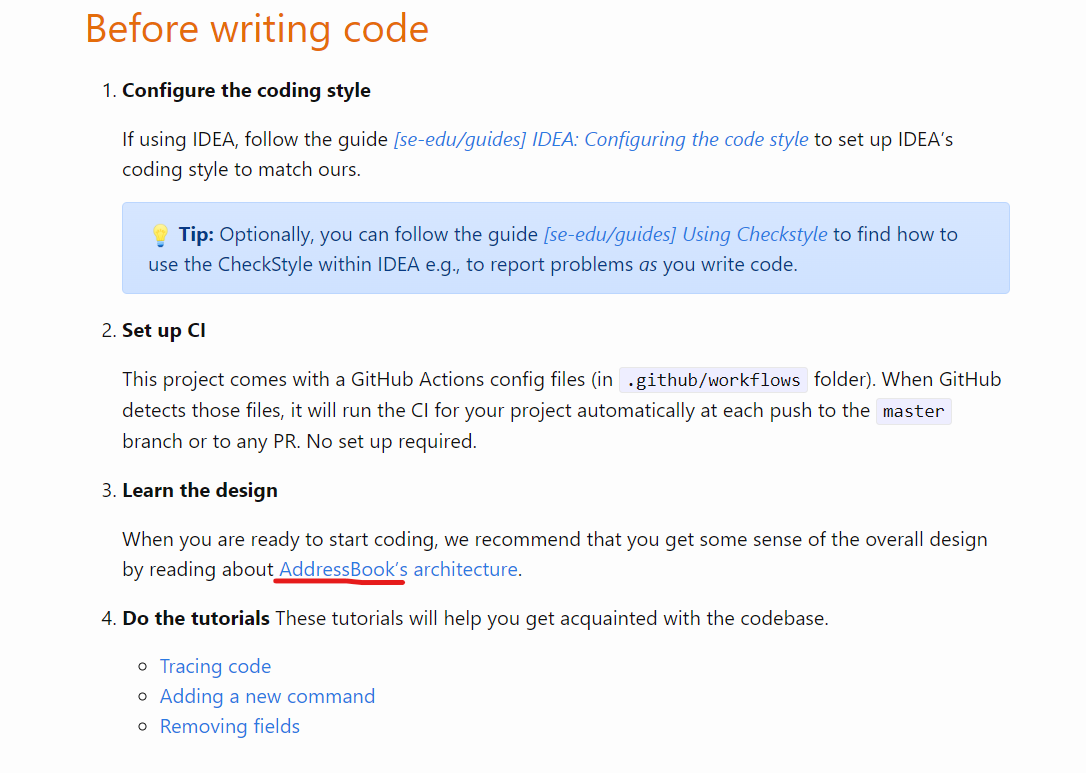 Before writing code
1. Configure the coding style
If using IDEA, follow the guide [se-edu/guides] IDEA: Configuring the code style to set up IDEA’s
coding style to match ours.
💡 Tip: Optionally, you can follow the guide [se-edu/guides] Using Checkstyle to find how to
use the CheckStyle within IDEA e.g., to report problems as you write code.
2. Set up CI
This project comes with a GitHub Actions config files (in .github/workflows folder). When GitHub
detects those files, it will run the CI for your project automatically at each push to the master
branch or to any PR. No set up required.
3. Learn the design
When you are ready to start coding, we recommend that you get some sense of the overall design
by reading about AddressBook’s architecture.
4. Do the tutorials These tutorials will help you get acquainted with the codebase.
Tracing code
Adding a new command
Removing fields